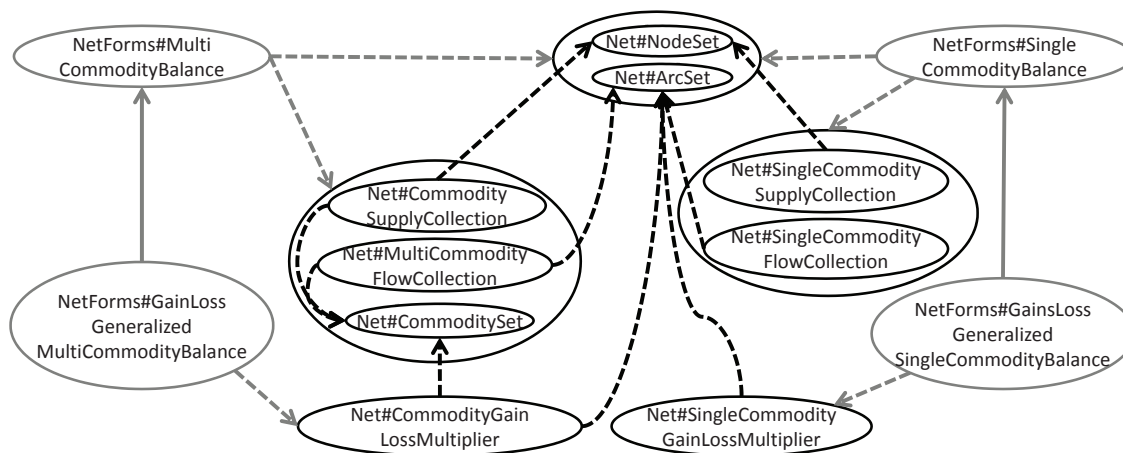 NetForms#Multi
CommodityBalance
Net#NodeSet
Net#ArcSet
NetForms#Single
CommodityBalance
Net#Commodity
SupplyCollection
Net#MultiCommodity
FlowCollection
Net#CommoditySet
Net#SingleCommodity
SupplyCollection
Net#SingleCommodity
FlowCollection
NetForms#GainLoss
Generalized
MultiCommodityBalance
NetForms#GainsLoss
Generalized
SingleCommodityBalance
Net#CommodityGain
LossMultiplier
Net#SingleCommodity
GainLossMultiplier